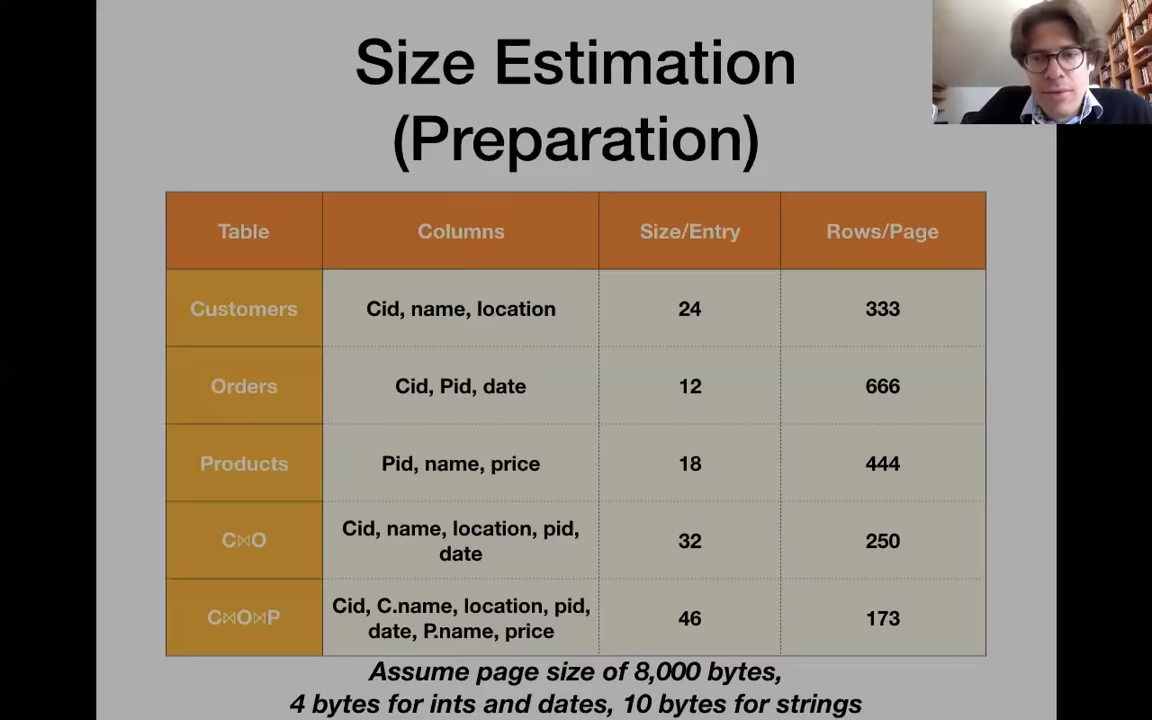 Size Estimation
(Preparation)
Table Columns Size/Entry Rows/Page
Customers Cid, name, location 24 333
Orders Cid, Pid, date 12 666
Products Pid, name, price 18 444
C⋈O Cid, name, location, pid, date 32 250
C⋈O⋈P Cid, C.name, location, pid, date, P.name, price 46 173
Assume page size of 8,000 bytes,
4 bytes for ints and dates, 10 bytes for strings